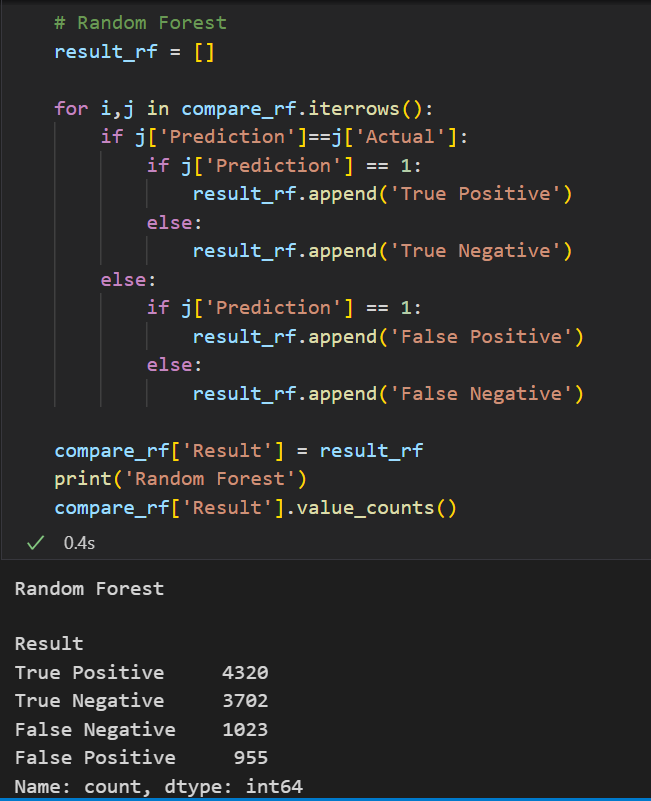 # Random Forest
result_rf = []
for i,j in compare_rf.iterrows():
    if j['Prediction']==j['Actual']:
        if j['Prediction'] == 1:
            result_rf.append('True Positive')
        else:
            result_rf.append('True Negative')
    else:
        if j['Prediction'] == 1:
            result_rf.append('False Positive')
        else:
            result_rf.append('False Negative')
compare_rf['Result'] = result_rf
print('Random Forest')
compare_rf['Result'].value_counts()
0.4s
Random Forest
Result
True Positive     4320
True Negative     3702
False Negative    1023
False Positive     955
Name: count, dtype: int64